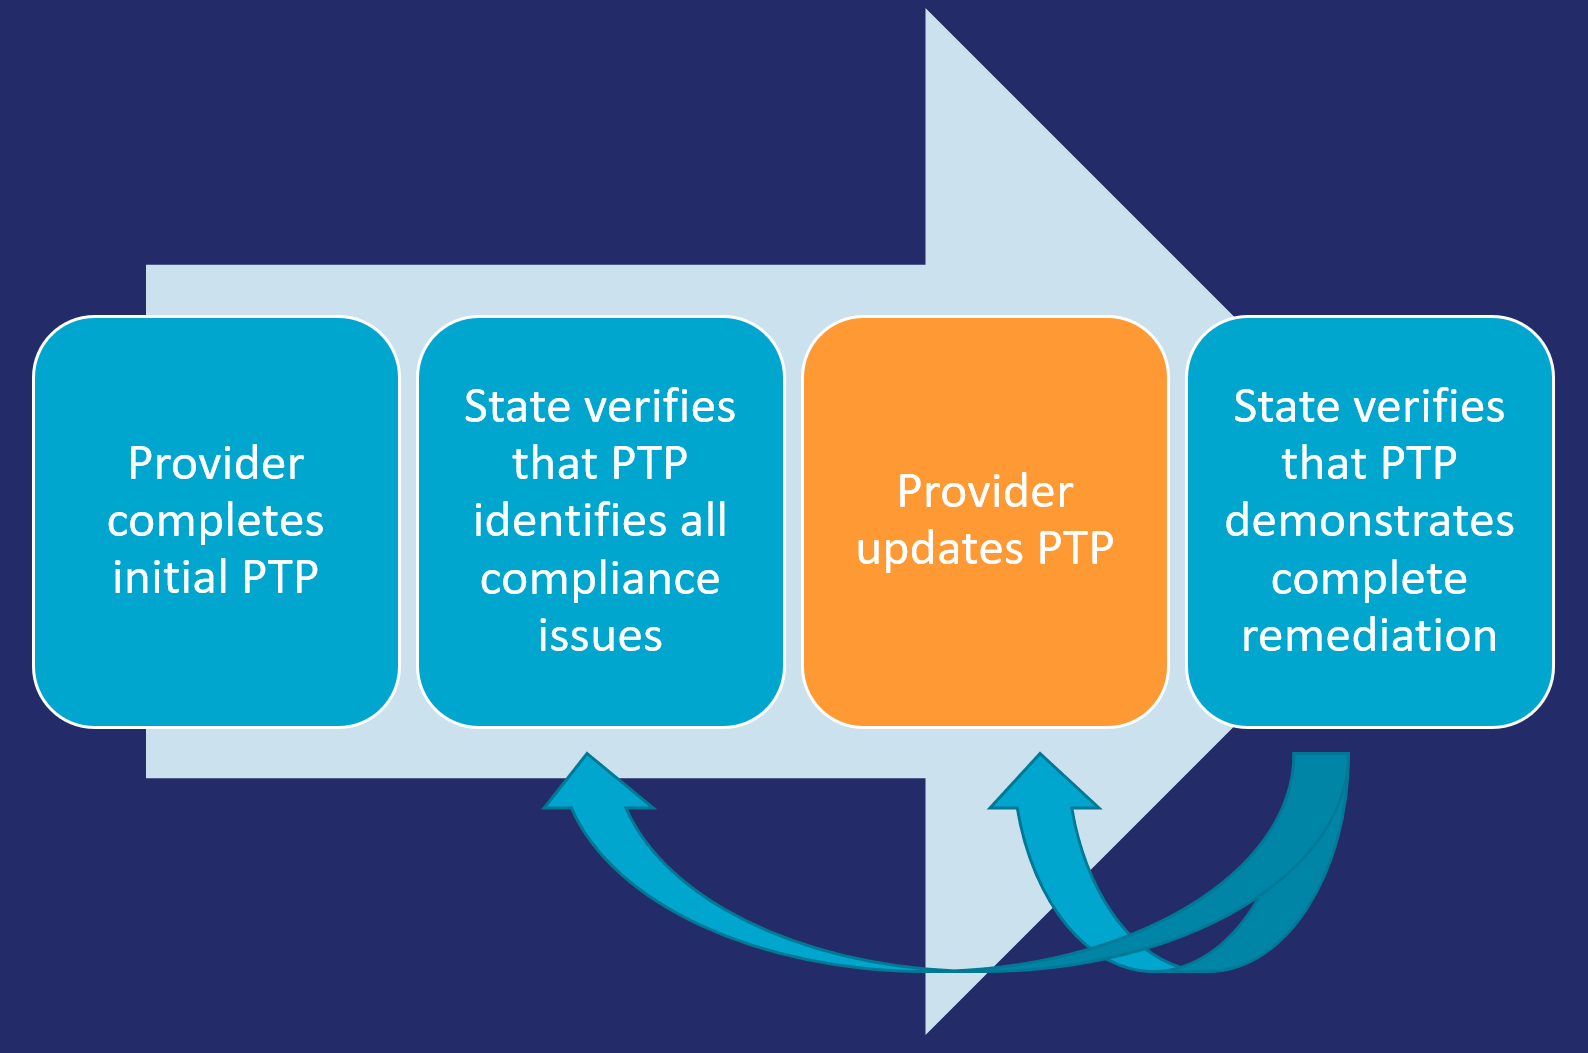 Provider
completes
initial PTP
State verifies
that PTP
identifies all
compliance
issues
Provider
updates PTP
State verifies
that PTP
demonstrates
complete
remediation